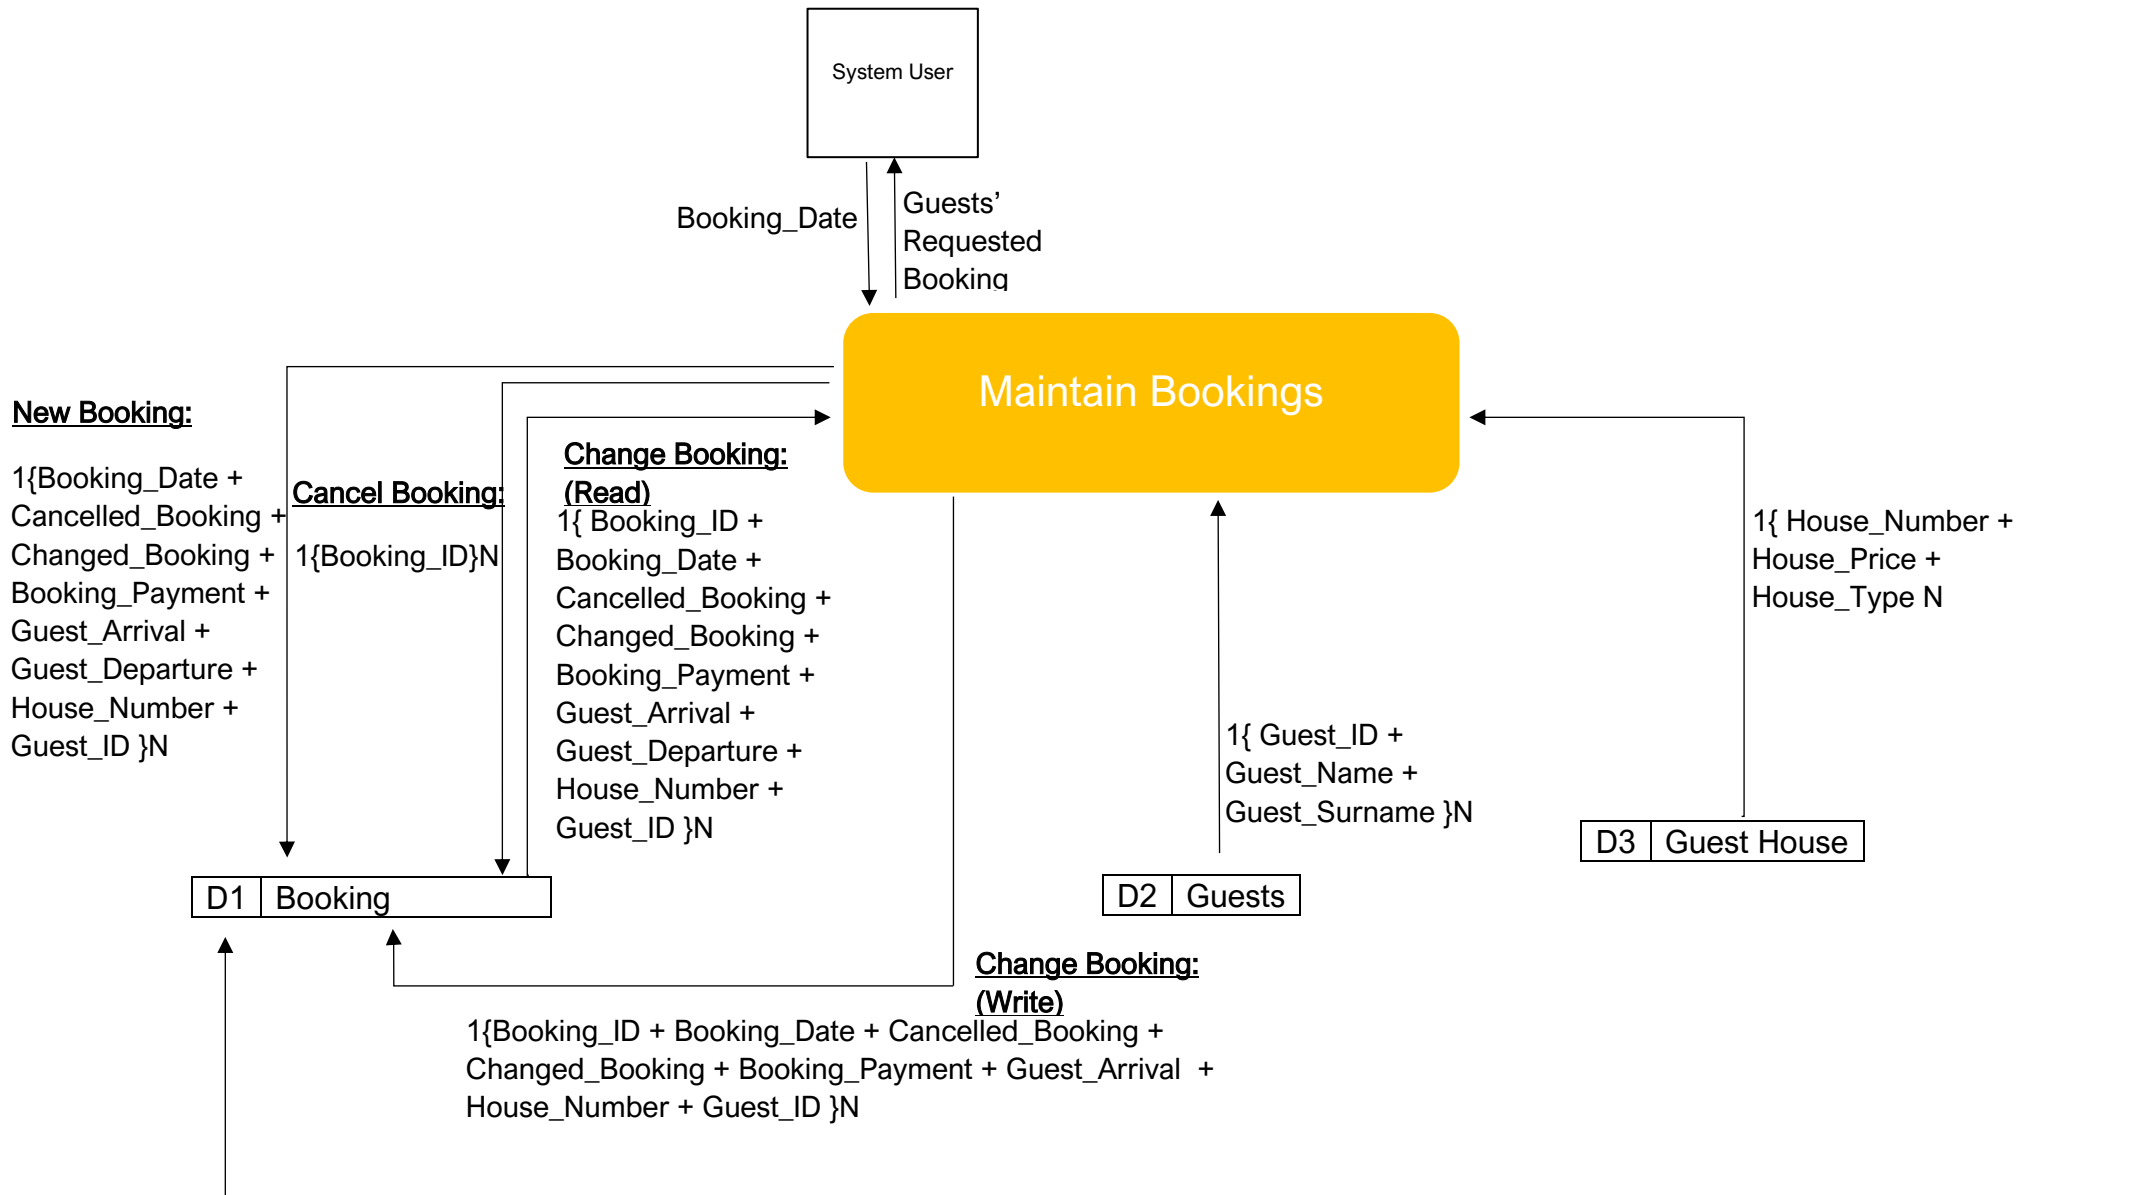 System User
Booking_Date
Guests’
Requested
Booking
Maintain Bookings
New Booking:
1{Booking_Date +
Cancelled_Booking +
Changed_Booking +
Booking_Payment +
Guest_Arrival +
Guest_Departure +
House_Number +
Guest_ID }N
Cancel Booking:
1{Booking_ID}N
Change Booking:
(Read)
1{ Booking_ID +
Booking_Date +
Cancelled_Booking +
Changed_Booking +
Booking_Payment +
Guest_Arrival +
Guest_Departure +
House_Number +
Guest_ID }N
1{ Guest_ID +
Guest_Name +
Guest_Surname }N
1{ House_Number +
House_Price +
House_Type N
D1 Booking
D2 Guests
D3 Guest House
Change Booking:
(Write)
1{Booking_ID + Booking_Date + Cancelled_Booking +
Changed_Booking + Booking_Payment + Guest_Arrival +
House_Number + Guest_ID }N